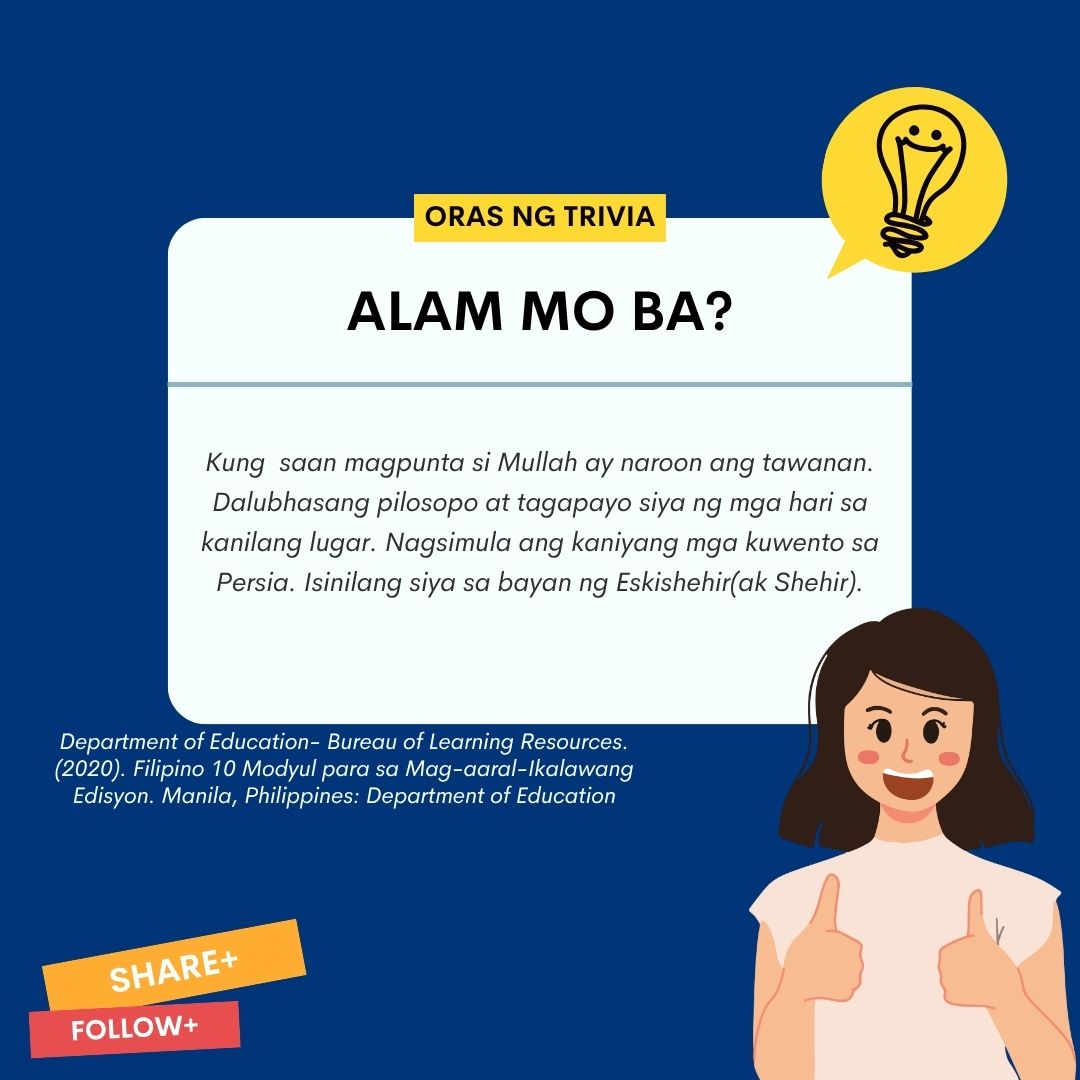 ORAS NG TRIVIA
ALAM MO BA?
Kung saan magpunta si Mullah ay naroon ang tawanan.
Dalubhasang pilosopo at tagapayo siya ng mga hari sa
kanilang lugar. Nagsimula ang kaniyang mga kuwento sa
Persia. Isinilang siya sa bayan ng Eskishehir(ak Shehir).
Department of Education- Bureau of Learning Resources.
(2020). Filipino 10 Modyul para sa Mag-aaral-Ikalawang
Edisyon. Manila, Philippines: Department of Education
SHARE+
FOLLOW+